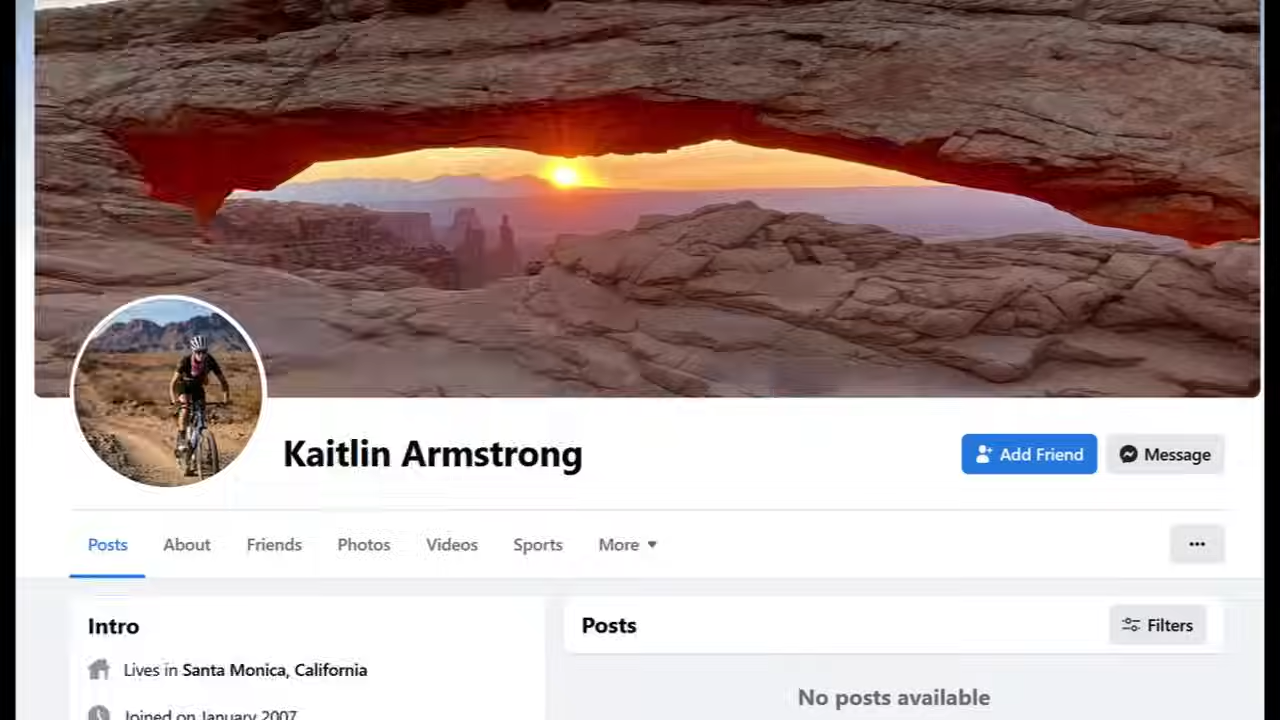 Kaitlin Armstrong
Add Friend
Message
Posts
About
Friends
Photos
Videos
Sports
More
Intro
Posts
Filters
Lives in Santa Monica, California
No posts available
Joined on January 2007